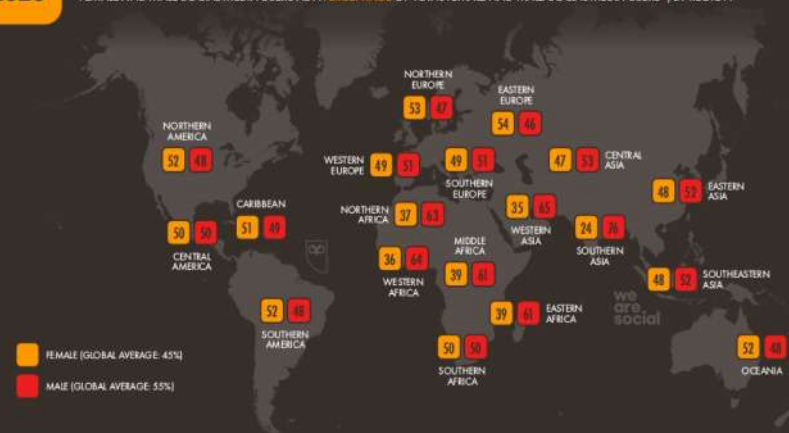 NORTHERN
EUROPE
53 47
EASTERN
EUROPE
54 46
NORTHERN
AMERICA
52 48
WESTERN
EUROPE
49 51
49 51
SOUTHERN
EUROPE
47 53
CENTRAL
ASIA
48 52
EASTERN
ASIA
CARIBBEAN
51 49
50 50
CENTRAL
AMERICA
NORTHERN
AFRICA
37 63
35 65
WESTERN
ASIA
24 76
SOUTHERN
ASIA
36 64
WESTERN
AFRICA
MIDDLE
AFRICA
39 61
48 52
SOUTHEASTERN
ASIA
52 48
SOUTHERN
AMERICA
39 61
EASTERN
AFRICA
we
are
social
50 50
SOUTHERN
AFRICA
52 48
OCEANIA
FEMALE (GLOBAL AVERAGE: 45%)
MALE (GLOBAL AVERAGE: 55%)